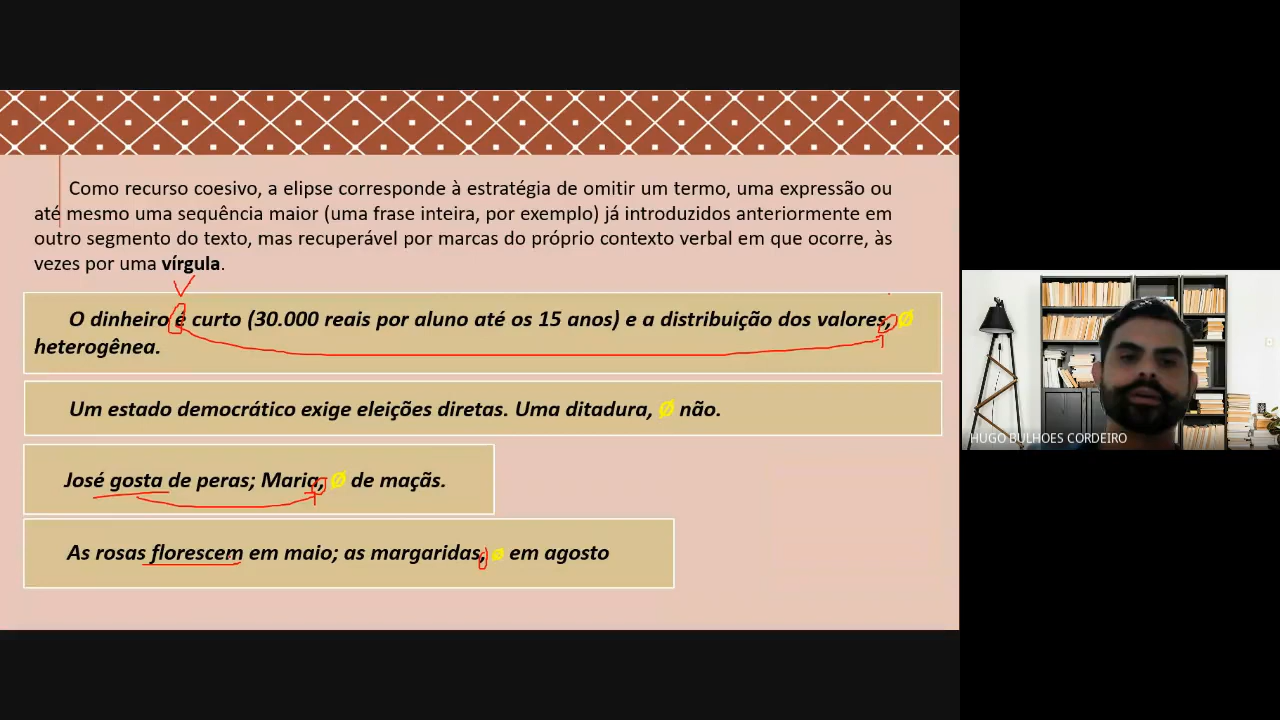 Como recurso coesivo, a elipse corresponde à estratégia de omitir um termo, uma expressão ou
até mesmo uma sequência maior (uma frase inteira, por exemplo) já introduzidos anteriormente em
outro segmento do texto, mas recuperável por marcas do próprio contexto verbal em que ocorre, às
vezes por uma vírgula.
O dinheiro é curto (30.000 reais por aluno até os 15 anos) e a distribuição dos valores, Ø
heterogênea.
Um estado democrático exige eleições diretas. Uma ditadura, Ø não.
José gosta de peras; Maria, Ø de maçãs.
As rosas florescem em maio; as margaridas, ø em agosto
HUGO BULHOES CORDEIRO